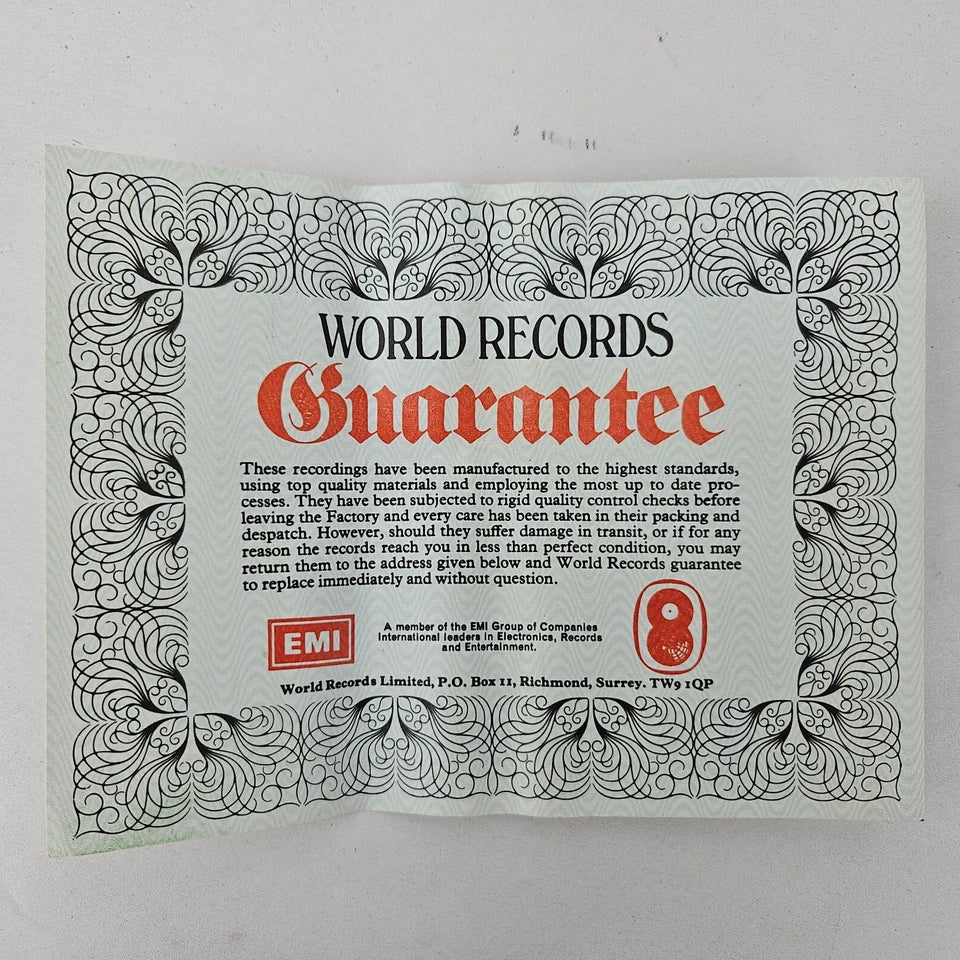 WORLD RECORDS
Guarantee
These recordings have been manufactured to the highest standards,
using top quality materials and employing the most up to date pro-
cesses. They have been subjected to rigid quality control checks before
leaving the Factory and every care has been taken in their packing and
despatch. However, should they suffer damage in transit, or if for any
reason the records reach you in less than perfect condition, you may
return them to the address given below and World Records guarantee
to replace immediately and without question.
EMI
A member of the EMI Group of Companies
International leaders in Electronics, Records
and Entertainment.
World Records Limited, P.O. Box 11, Richmond, Surrey. TW9 1QP